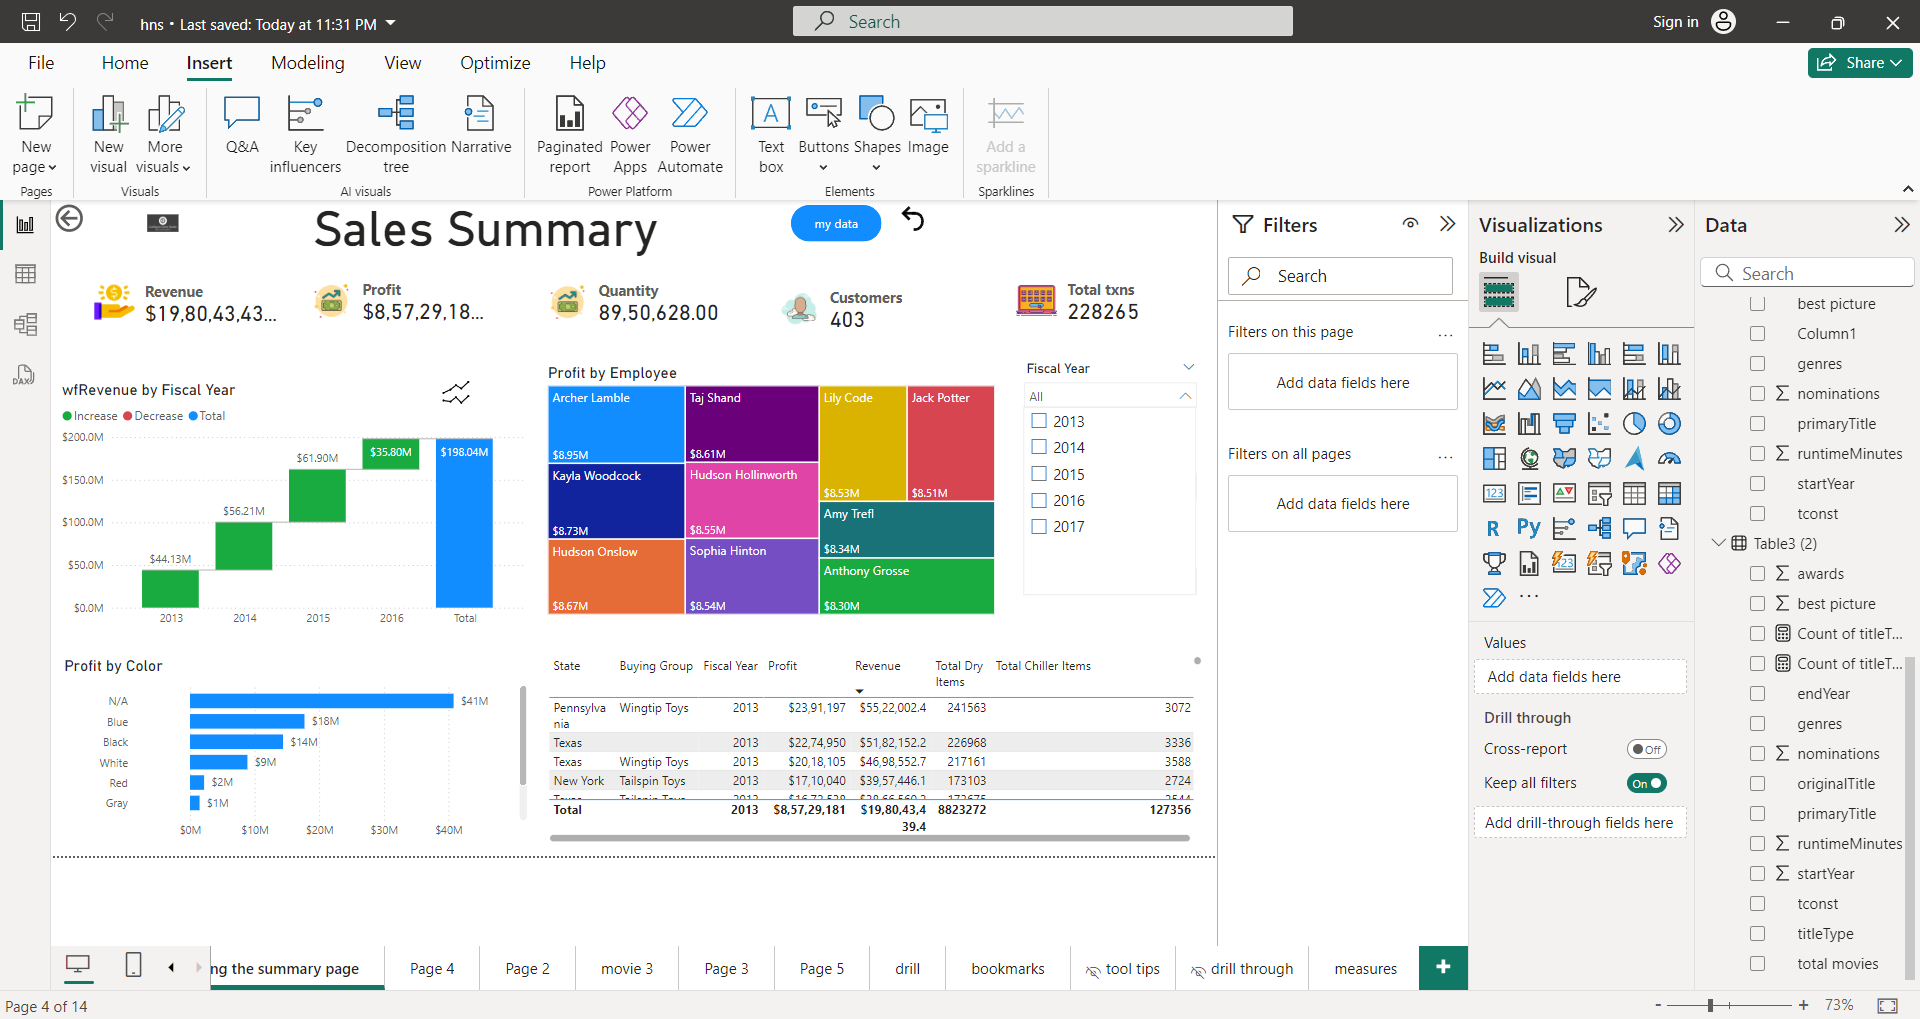 hns • Last saved: Today at 11:31 PM
Search
Sign in
File Home Insert Modeling View Optimize Help
Share
New page
New visual
More visuals
Q&A
Key influencers
Decomposition tree
Narrative
Paginated report
Power Apps
Power Automate
Text box
Buttons
Shapes
Image
Add a sparkline
Pages Visuals AI visuals Power Platform Elements Sparklines
DAX
Sales Summary
my data
Revenue
$19,80,43,43...
Profit
$8,57,29,18...
Quantity
89,50,628.00
Customers
403
Total txns
228265
wfRevenue by Fiscal Year
Increase Decrease Total
$200.0M
$150.0M
$100.0M
$50.0M
$0.0M
$44.13M
$56.21M
$61.90M
$35.80M
$198.04M
2013 2014 2015 2016 Total
Profit by Employee
Archer Lamble
$8.95M
Kayla Woodcock
$8.73M
Hudson Onslow
$8.67M
Taj Shand
$8.61M
Hudson Hollinworth
$8.55M
Sophia Hinton
$8.54M
Lily Code
$8.53M
Jack Potter
$8.51M
Amy Trefl
$8.34M
Anthony Grosse
$8.30M
Fiscal Year
All
2013
2014
2015
2016
2017
Profit by Color
N/A $41M
Blue $18M
Black $14M
White $9M
Red $2M
Gray $1M
$0M $10M $20M $30M $40M
State Buying Group Fiscal Year Profit Revenue Total Dry Items Total Chiller Items
Pennsylvania Wingtip Toys 2013 $23,91,197 $55,22,002.4 241563 3072
Texas 2013 $22,74,950 $51,82,152.2 226968 3336
Texas Wingtip Toys 2013 $20,18,105 $46,98,552.7 217161 3588
New York Tailspin Toys 2013 $17,10,040 $39,57,446.1 173103 2724
Total 2013 $8,57,29,181 $19,80,43,439.4 8823272 127356
Filters
Search
Filters on this page
...
Add data fields here
Filters on all pages
...
Add data fields here
Visualizations
Build visual
123
R
Py
123
...
Values
Add data fields here
Drill through
Cross-report
Off
Keep all filters
On
Add drill-through fields here
Data
Search
best picture
Column1
genres
nominations
primaryTitle
runtimeMinutes
startYear
tconst
Table3 (2)
awards
best picture
Count of titleT...
Count of titleT...
endYear
genres
nominations
originalTitle
primaryTitle
runtimeMinutes
startYear
tconst
titleType
total movies
ng the summary page
Page 4
Page 2
movie 3
Page 3
Page 5
drill
bookmarks
tool tips
drill through
measures
+
Page 4 of 14
- + 73%